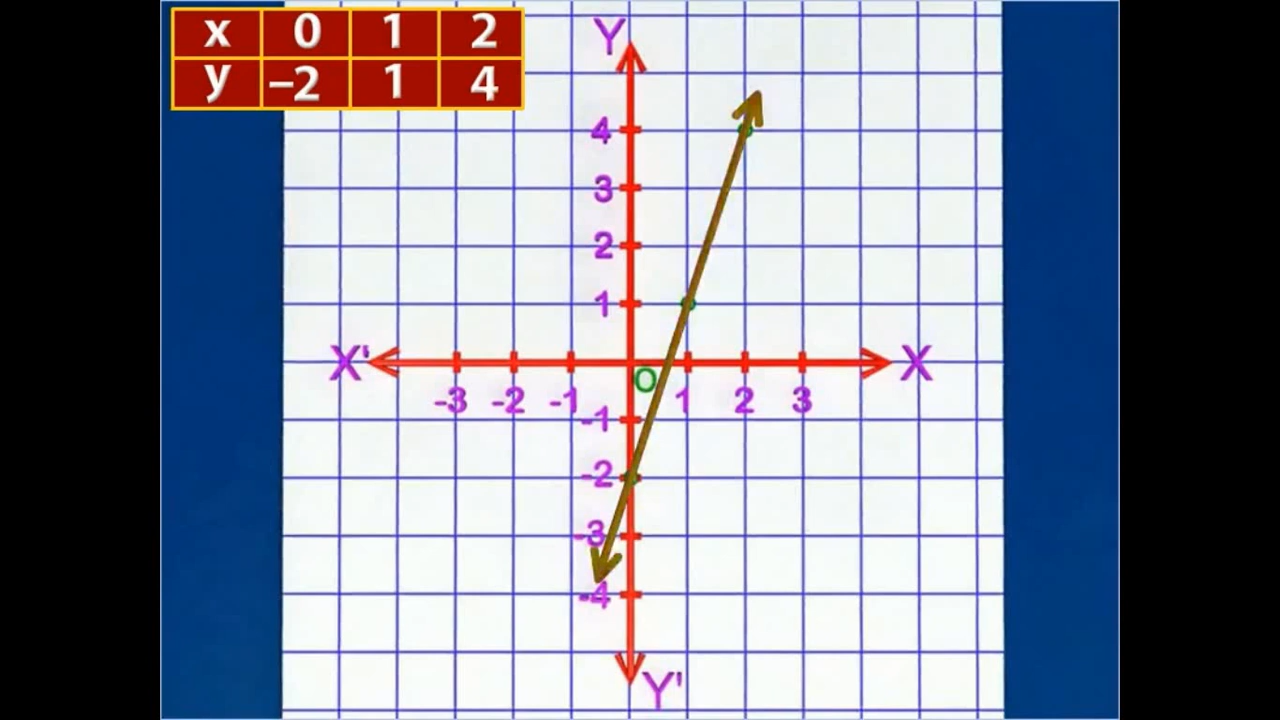 x 0 1 2
y –2 1 4
Y
4
3
2
1
X' X
O
-3 -2 -1 1 2 3
-1
-2
-3
-4
Y'